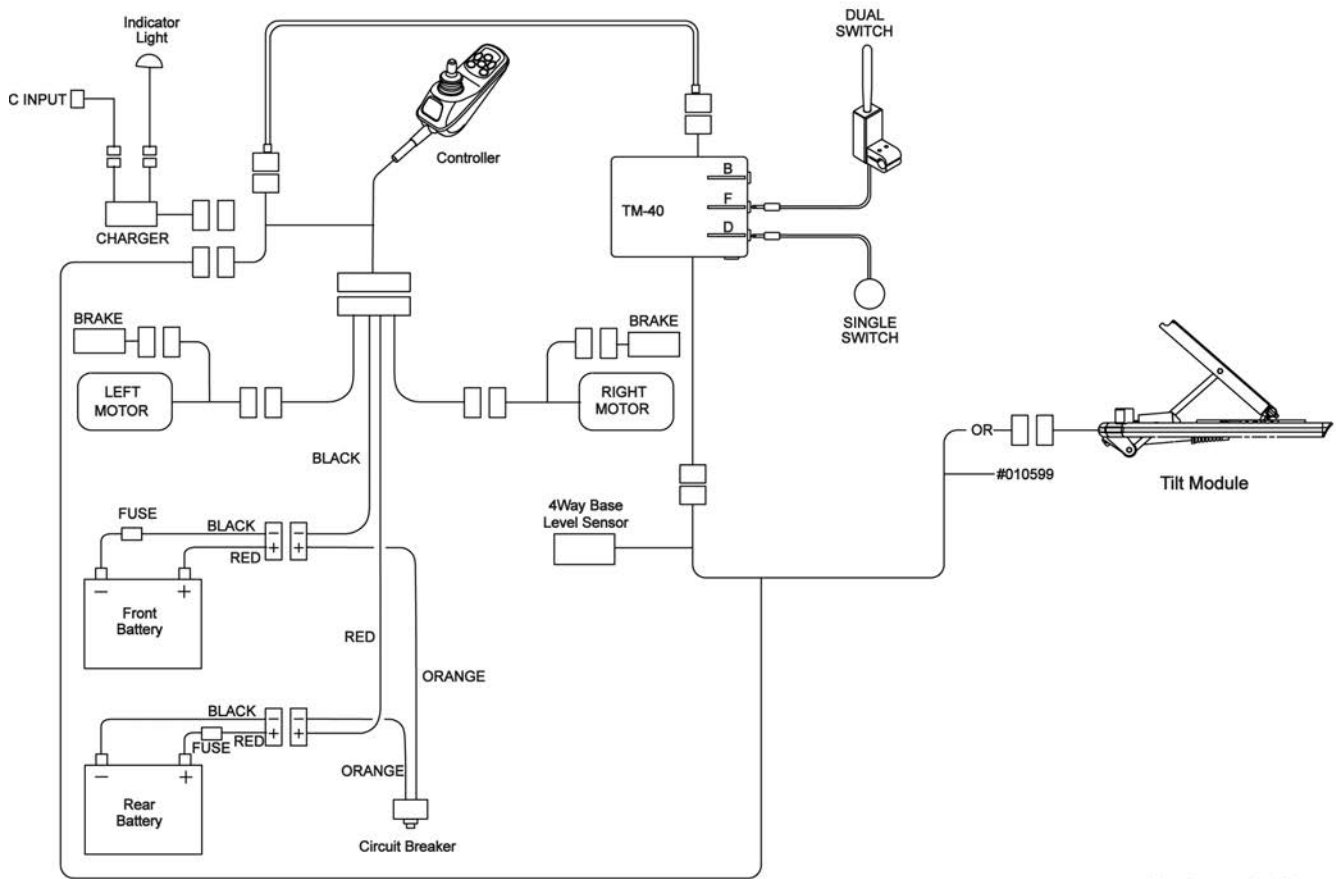 Indicator
Light
C INPUT
CHARGER
Controller
DUAL
SWITCH
B
F
D
TM-40
SINGLE
SWITCH
BRAKE
LEFT
MOTOR
BRAKE
RIGHT
MOTOR
BLACK
OR
#010599
Tilt Module
4Way Base
Level Sensor
FUSE
BLACK
- -
+ +
RED
- +
Front
Battery
RED
ORANGE
BLACK
- -
+ +
FUSE
RED
- +
ORANGE
Rear
Battery
Circuit Breaker